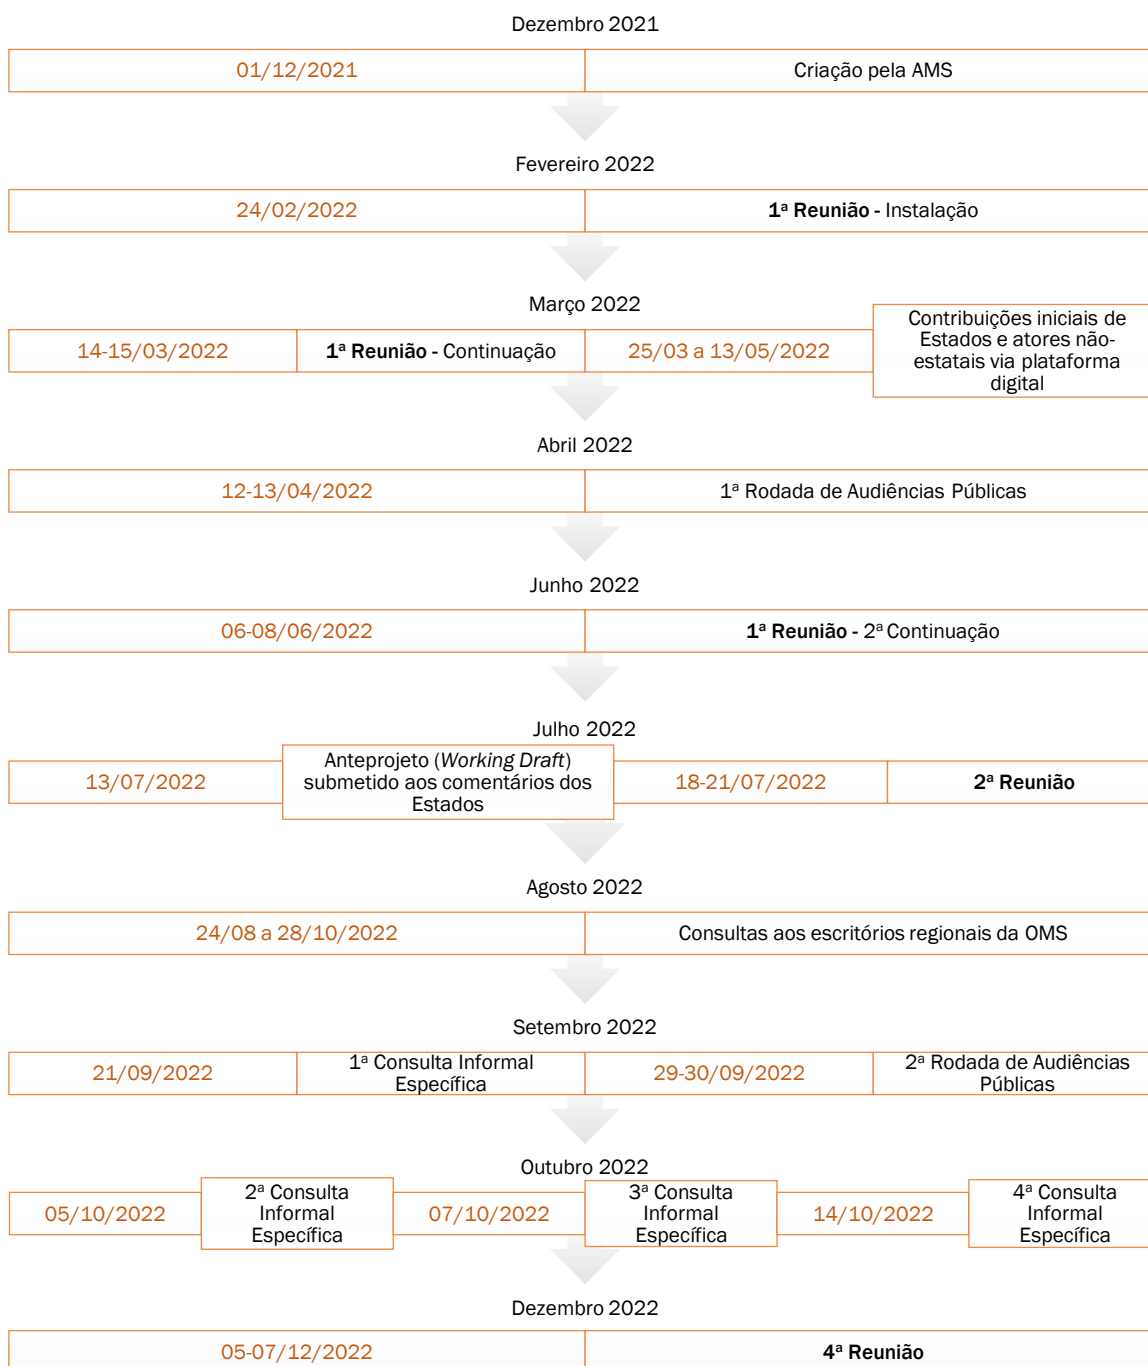 Dezembro 2021
01/12/2021
Criação pela AMS
Fevereiro 2022
24/02/2022
1ª Reunião - Instalação
Março 2022
14-15/03/2022
1ª Reunião - Continuação
25/03 a 13/05/2022
Contribuições iniciais de
Estados e atores não-
estatais via plataforma
digital
Abril 2022
12-13/04/2022
1ª Rodada de Audiências Públicas
Junho 2022
06-08/06/2022
1ª Reunião - 2ª Continuação
Julho 2022
13/07/2022
Anteprojeto (Working Draft)
submetido aos comentários dos
Estados
18-21/07/2022
2ª Reunião
Agosto 2022
24/08 a 28/10/2022
Consultas aos escritórios regionais da OMS
Setembro 2022
21/09/2022
1ª Consulta Informal
Específica
29-30/09/2022
2ª Rodada de Audiências
Públicas
Outubro 2022
05/10/2022
2ª Consulta
Informal
Específica
07/10/2022
3ª Consulta
Informal
Específica
14/10/2022
4ª Consulta
Informal
Específica
Dezembro 2022
05-07/12/2022
4ª Reunião